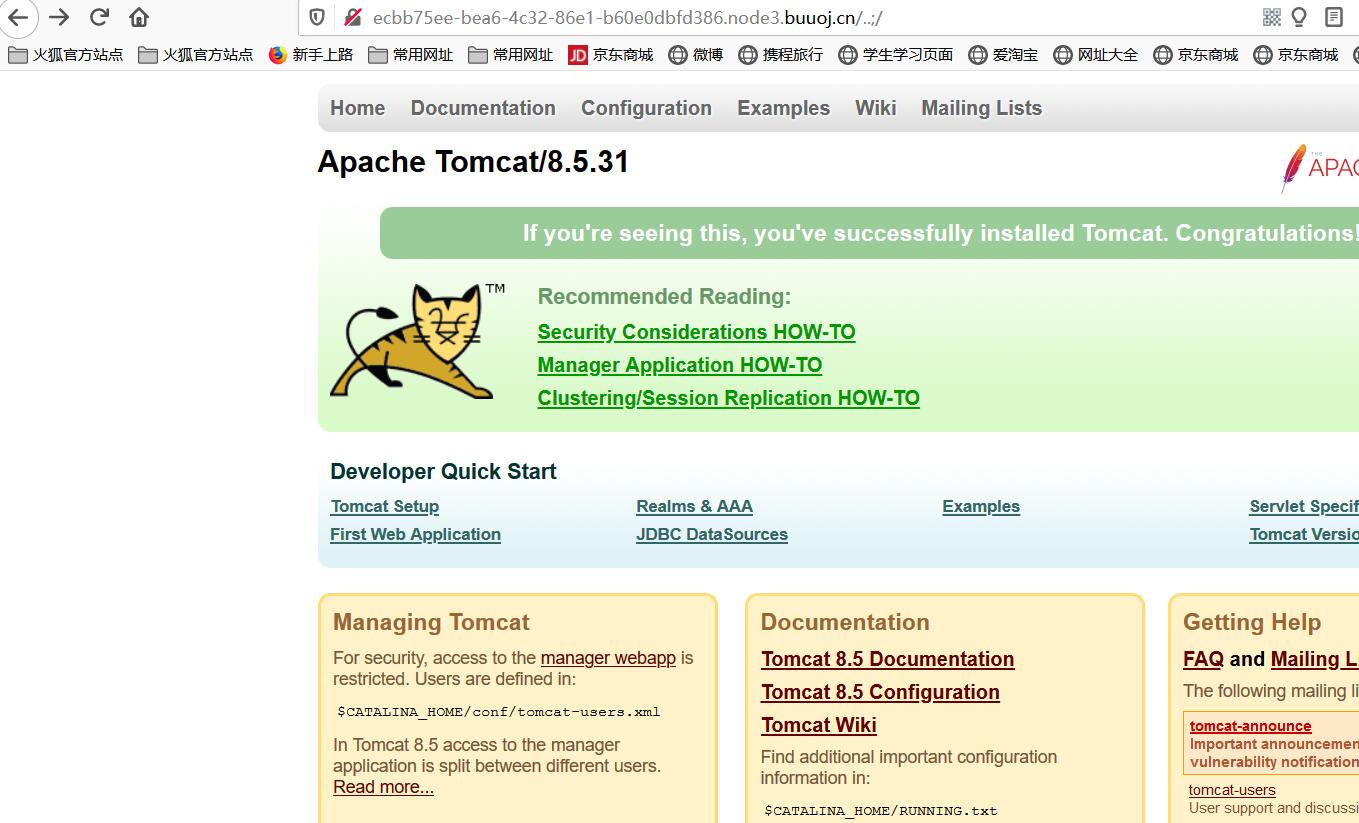 ecbb75ee-bea6-4c32-86e1-b60e0dbfd386.node3.buuoj.cn/..;/
火狐官方站点 火狐官方站点 新手上路 常用网址 常用网址 JD 京东商城 微博 携程旅行 学生学习页面 爱淘宝 网址大全 京东商城 京东商城
Home Documentation Configuration Examples Wiki Mailing Lists
Apache Tomcat/8.5.31
THE
APAC
If you're seeing this, you've successfully installed Tomcat. Congratulations!
TM
Recommended Reading:
Security Considerations HOW-TO
Manager Application HOW-TO
Clustering/Session Replication HOW-TO
Developer Quick Start
Tomcat Setup Realms & AAA Examples Servlet Specif
First Web Application JDBC DataSources Tomcat Versio
Managing Tomcat
For security, access to the manager webapp is
restricted. Users are defined in:
$CATALINA_HOME/conf/tomcat-users.xml
In Tomcat 8.5 access to the manager
application is split between different users.
Read more...
Documentation
Tomcat 8.5 Documentation
Tomcat 8.5 Configuration
Tomcat Wiki
Find additional important configuration
information in:
$CATALINA_HOME/RUNNING.txt
Getting Help
FAQ and Mailing L
The following mailing li
tomcat-announce
Important announcemen
vulnerability notification
tomcat-users
User support and discussi